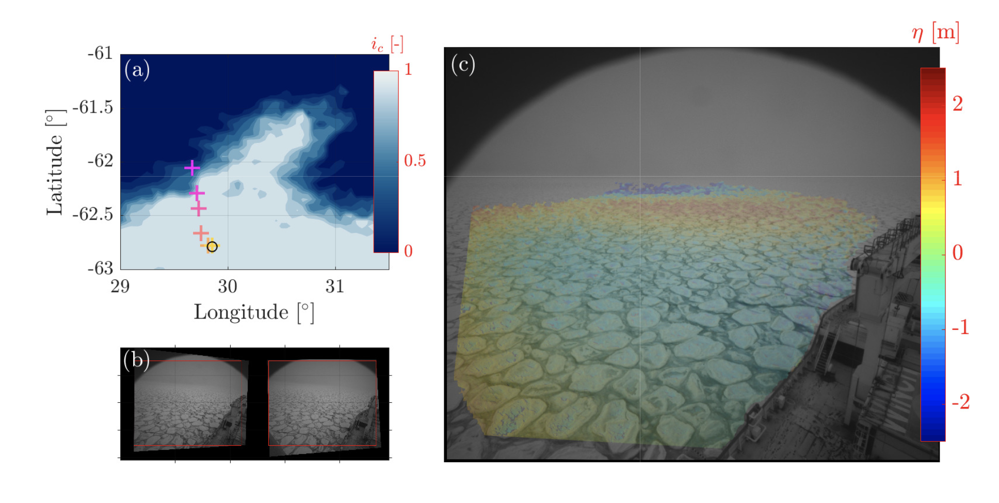 (a)
i_c [-]
1
0.5
0
-61
-61.5
-62
-62.5
-63
Latitude [°]
29
30
31
Longitude [°]
(b)
(c)
η [m]
2
1
0
-1
-2